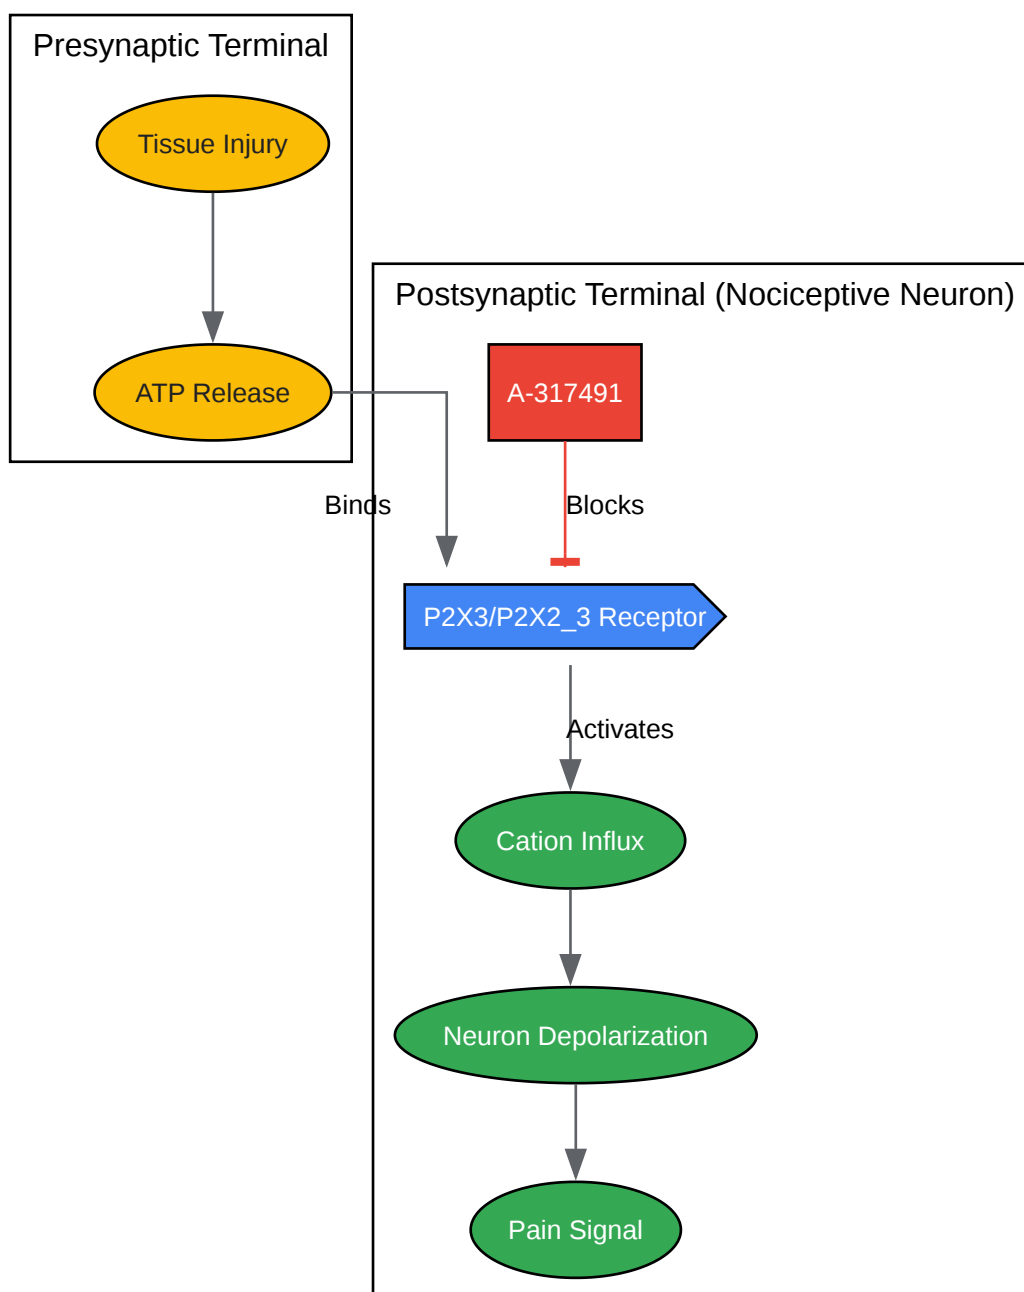 Presynaptic Terminal
Tissue Injury
ATP Release
Postsynaptic Terminal (Nociceptive Neuron)
A-317491
Binds
Blocks
P2X3/P2X2_3 Receptor
Activates
Cation Influx
Neuron Depolarization
Pain Signal